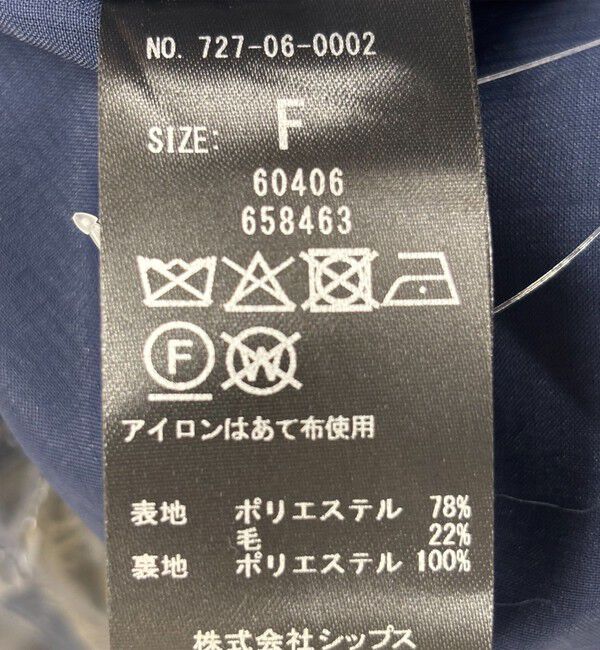 NO. 727-06-0002
SIZE: F
60406
658463
F W
アイロンはあて布使用
表地 ポリエステル 78%
毛 22%
裏地 ポリエステル 100%
株式会社シップス